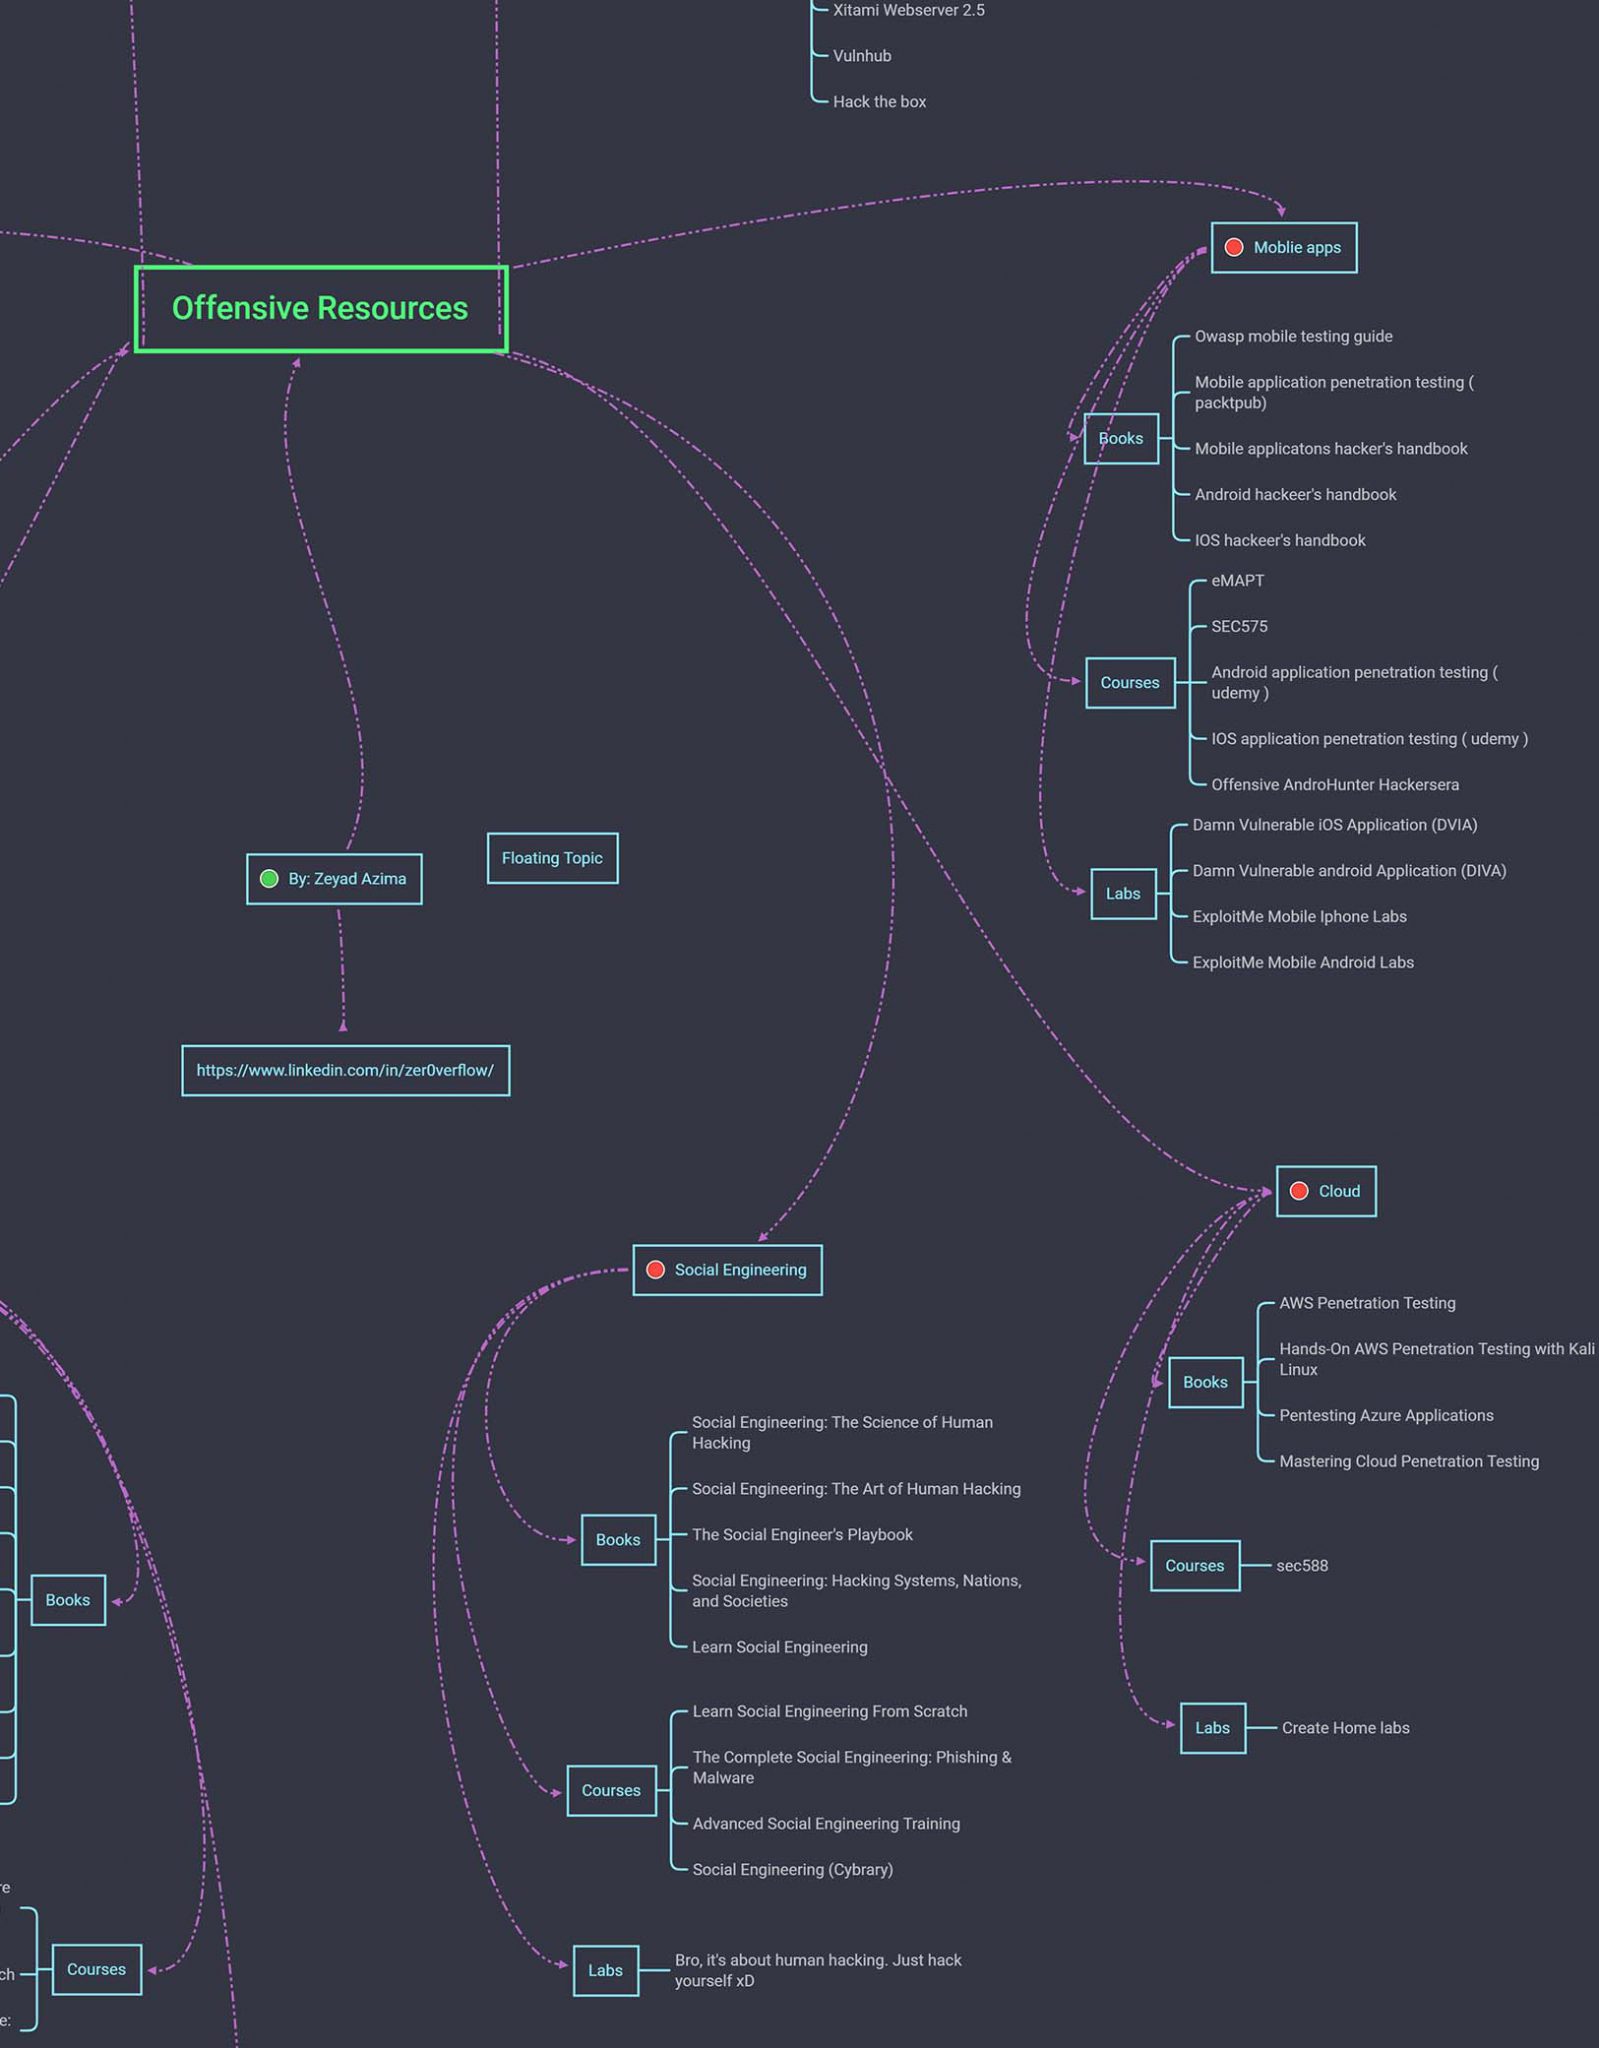 Xitami Webserver 2.5
Vulnhub
Hack the box
Offensive Resources
Moblie apps
Books
Owasp mobile testing guide
Mobile application penetration testing (
packtpub)
Mobile applicatons hacker's handbook
Android hackeer's handbook
IOS hackeer's handbook
Courses
eMAPT
SEC575
Android application penetration testing (
udemy )
IOS application penetration testing ( udemy )
Offensive AndroHunter Hackersera
Labs
Damn Vulnerable iOS Application (DVIA)
Damn Vulnerable android Application (DIVA)
ExploitMe Mobile Iphone Labs
ExploitMe Mobile Android Labs
By: Zeyad Azima
Floating Topic
https://www.linkedin.com/in/zer0verflow/
Cloud
Books
AWS Penetration Testing
Hands-On AWS Penetration Testing with Kali
Linux
Pentesting Azure Applications
Mastering Cloud Penetration Testing
Courses
sec588
Labs
Create Home labs
Social Engineering
Books
Social Engineering: The Science of Human
Hacking
Social Engineering: The Art of Human Hacking
The Social Engineer's Playbook
Social Engineering: Hacking Systems, Nations,
and Societies
Learn Social Engineering
Courses
Learn Social Engineering From Scratch
The Complete Social Engineering: Phishing &
Malware
Advanced Social Engineering Training
Social Engineering (Cybrary)
Labs
Bro, it's about human hacking. Just hack
yourself xD
Books
Courses